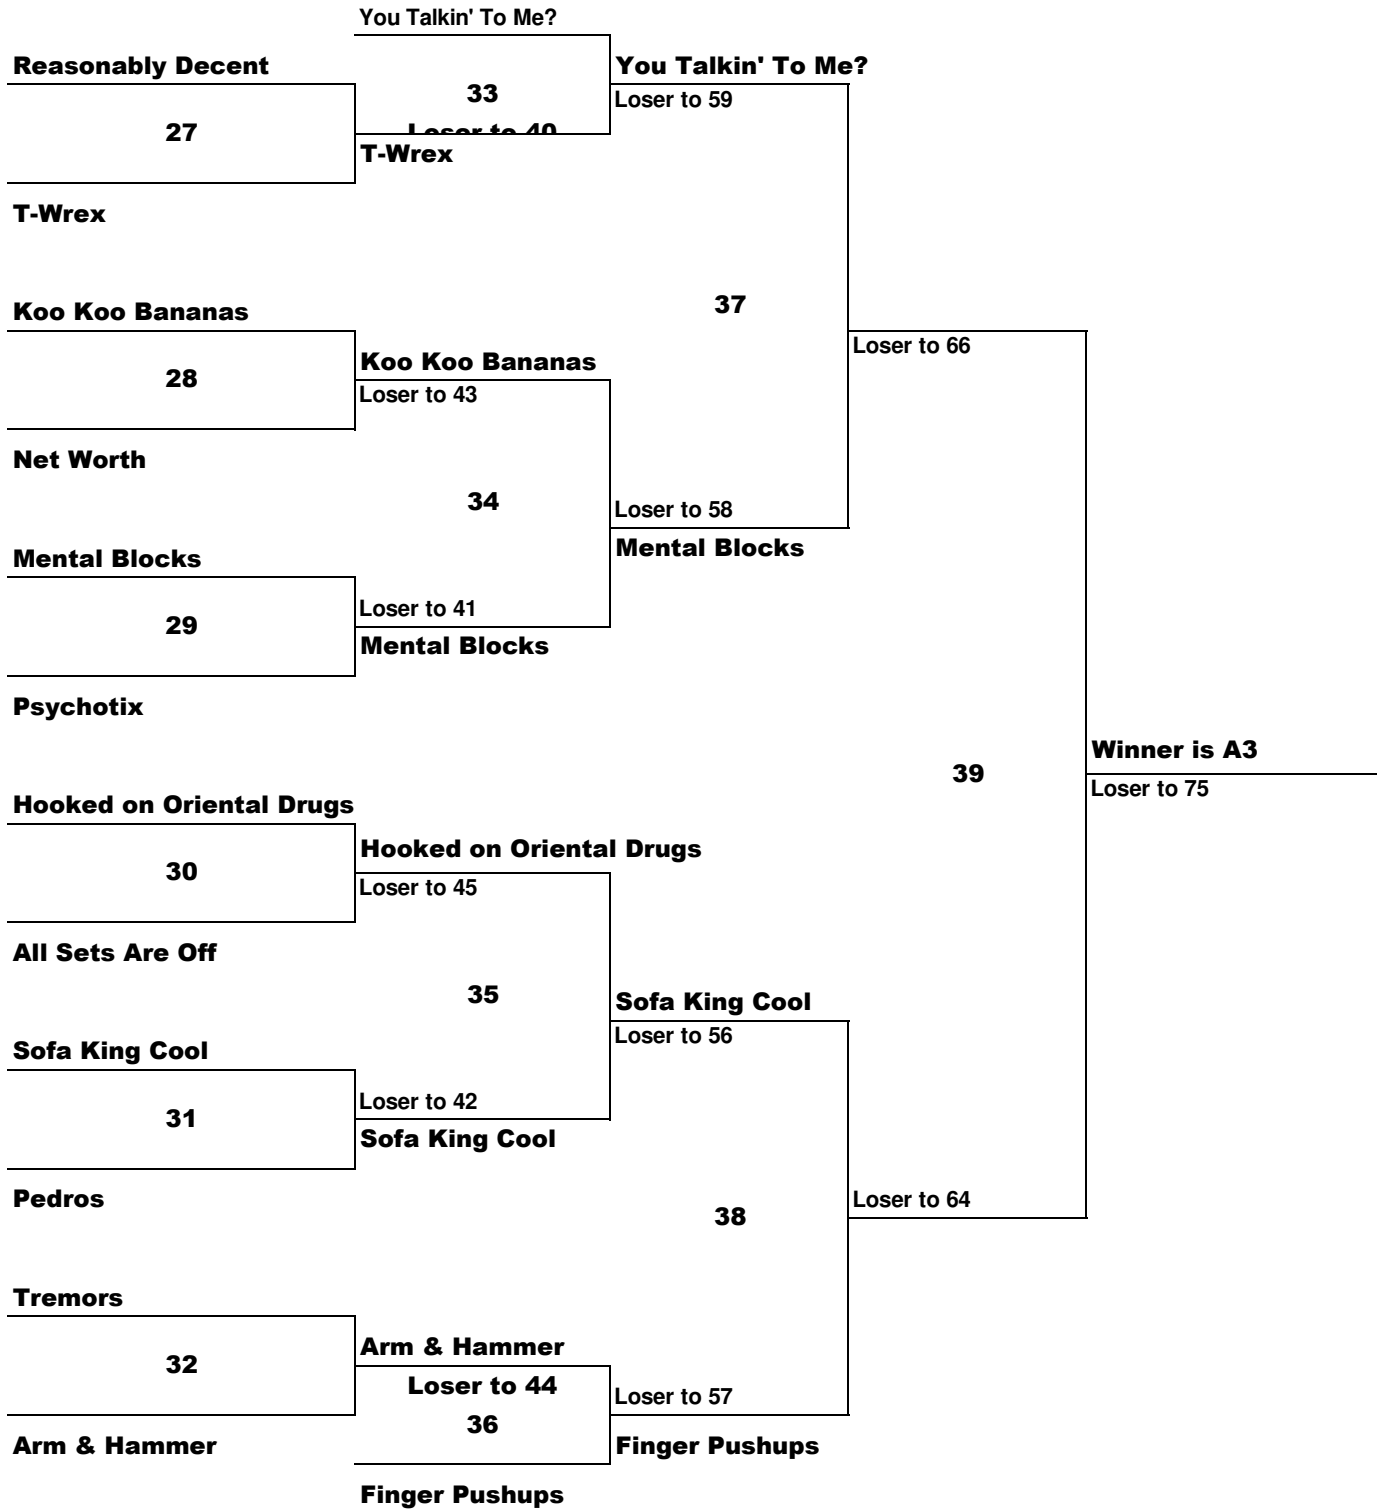 You Talkin' To Me?
Reasonably Decent
You Talkin' To Me?
33
Loser to 59
27
Loser to 40
T-Wrex
T-Wrex
37
Koo Koo Bananas
Loser to 66
Koo Koo Bananas
28
Loser to 43
Net Worth
34
Loser to 58
Mental Blocks
Mental Blocks
Loser to 41
29
Mental Blocks
Psychotix
Winner is A3
39
Loser to 75
Hooked on Oriental Drugs
Hooked on Oriental Drugs
30
Loser to 45
All Sets Are Off
35
Sofa King Cool
Loser to 56
Sofa King Cool
Loser to 42
31
Sofa King Cool
Pedros
Loser to 64
38
Tremors
Arm & Hammer
32
Loser to 44
Loser to 57
36
Arm & Hammer
Finger Pushups
Finger Pushups